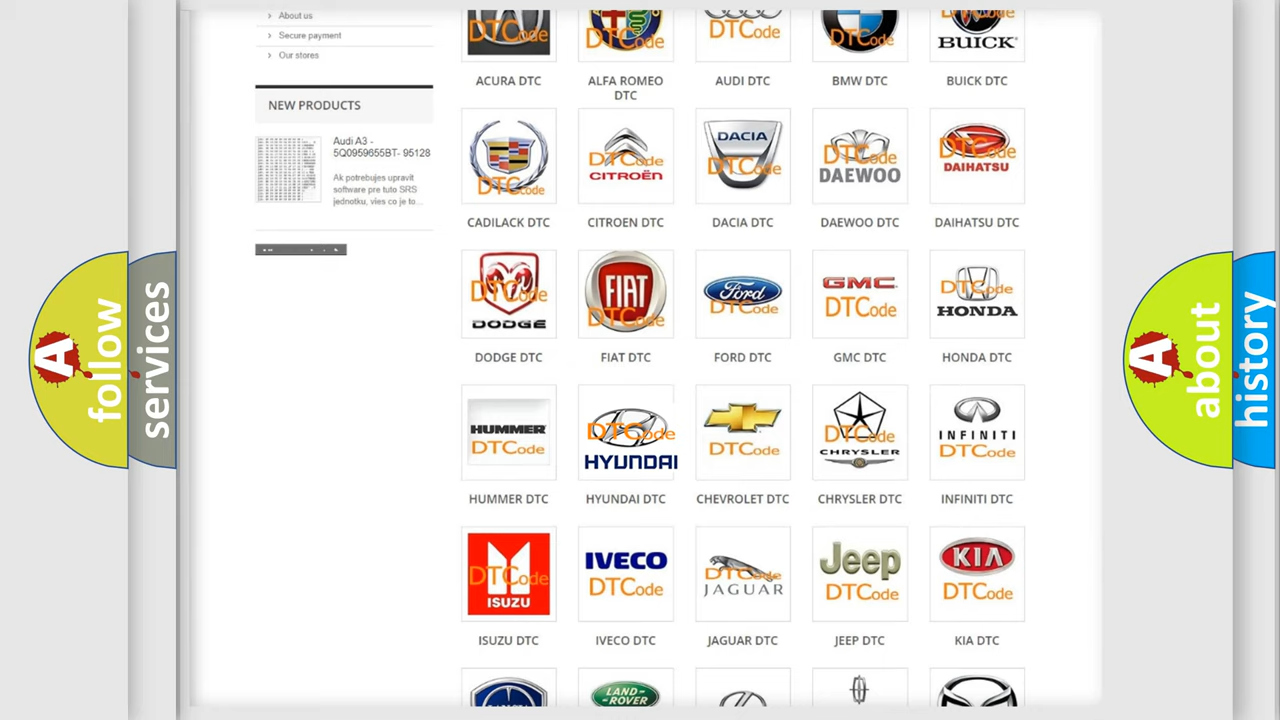 About us
Secure payment
Our stores
NEW PRODUCTS
Audi A3 -
5Q0959655BT- 95128
Ak potrebujes upravit
software pre tuto SRS
jednotku, vies co je to...
DTCode
DTCode
DTCode
DTCode
BUICK
ACURA DTC
ALFA ROMEO
DTC
AUDI DTC
BMW DTC
BUICK DTC
DTCode
DTCode
CITROËN
DACIA
DTCode
DTCode
DAEWOO
DTCode
DAIHATSU
CADILACK DTC
CITROEN DTC
DACIA DTC
DAEWOO DTC
DAIHATSU DTC
DTCode
DODGE
FIAT
DTCode
Ford
DTCode
GMC
DTCode
DTCode
HONDA
DODGE DTC
FIAT DTC
FORD DTC
GMC DTC
HONDA DTC
HUMMER
DTCode
DTCode
HYUNDAI
DTCode
DTCode
CHRYSLER
INFINITI
DTCode
HUMMER DTC
HYUNDAI DTC
CHEVROLET DTC
CHRYSLER DTC
INFINITI DTC
DTCode
ISUZU
IVECO
DTCode
DTCode
JAGUAR
Jeep
DTCode
KIA
DTCode
ISUZU DTC
IVECO DTC
JAGUAR DTC
JEEP DTC
KIA DTC
LAND-
ROVER
A follow
services
A about
history